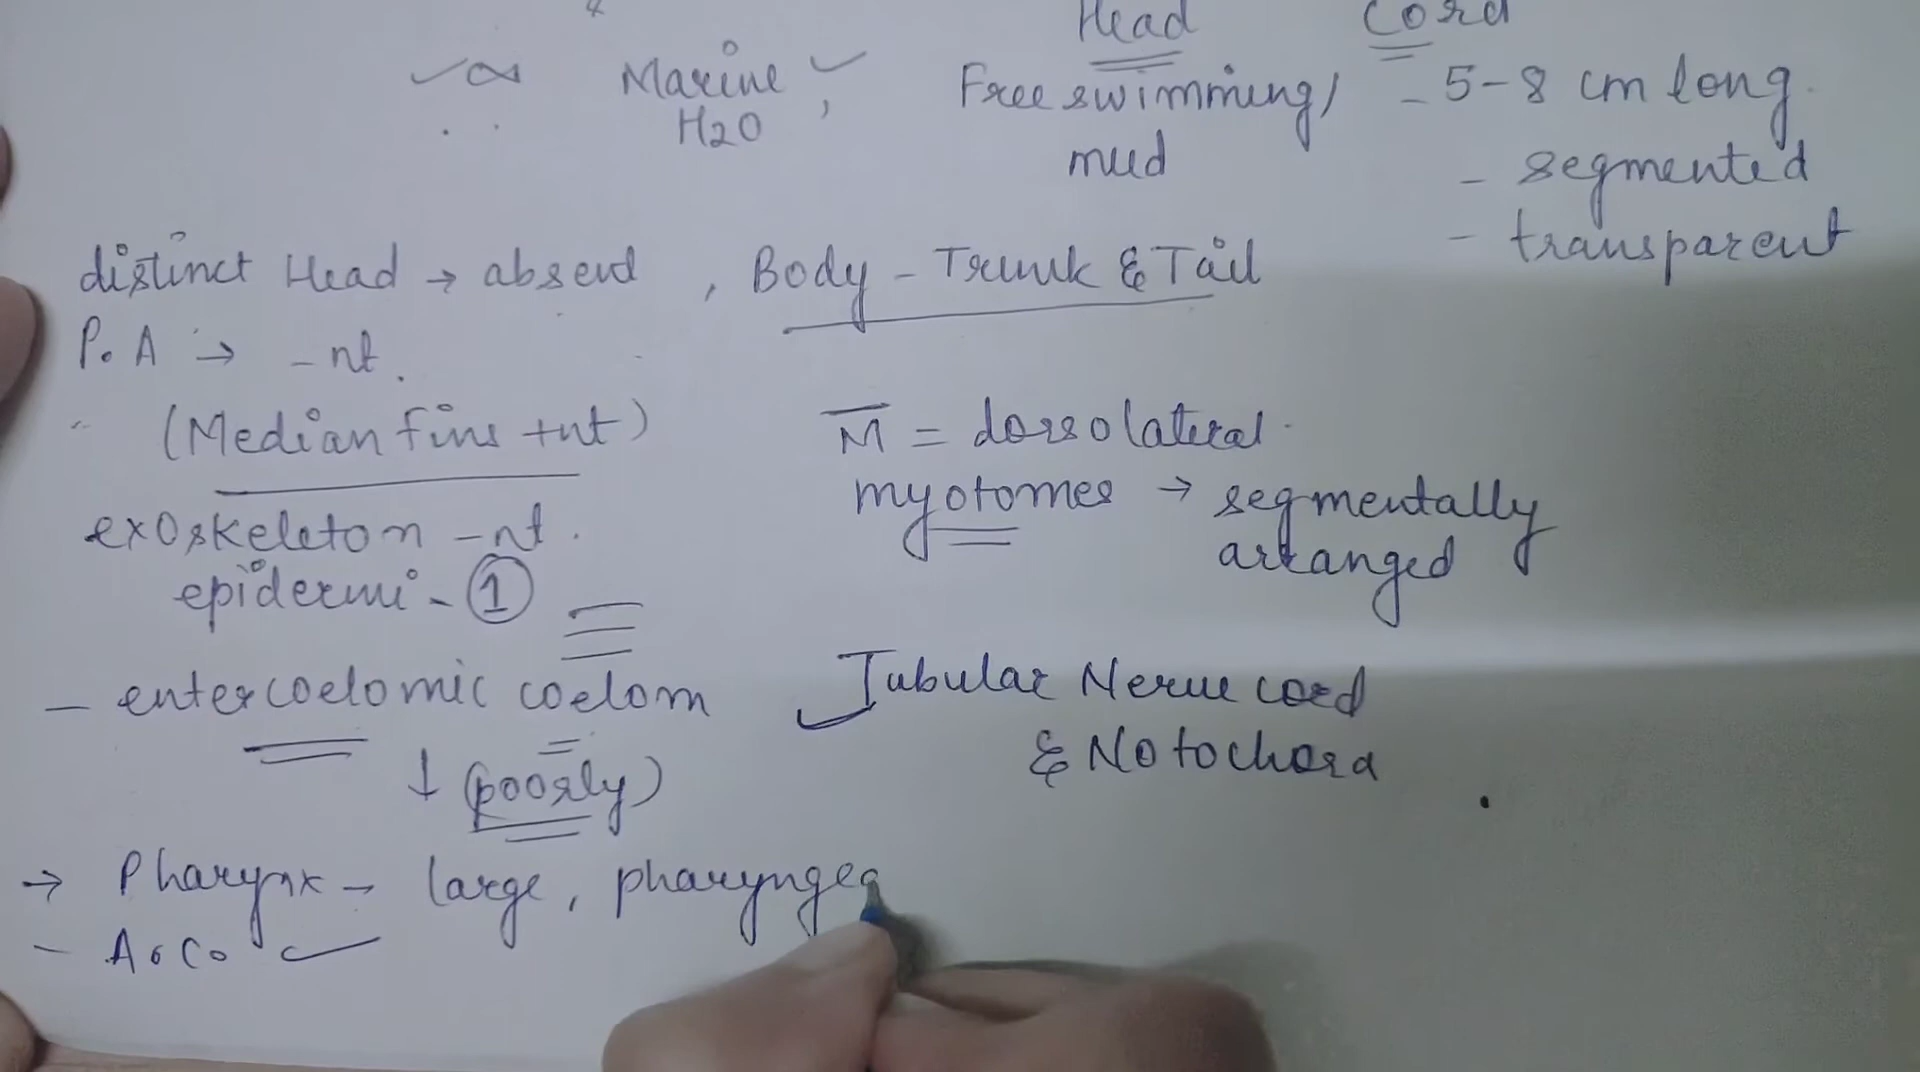 Head Cord
✓ ∝ Marine ✓, Free swimming/ - 5-8 cm long.
H2O mud - segmented
- transparent
distinct Head → absent, Body - Trunk & Tail
P.A → -nt.
(Median fins +nt) M = dorsolateral
myotomes → segmentally
arranged
exoskeleton -nt.
epidermi - ①
- entercoelomic coelom ✓ Tubular Nerve cord
& Notochord
↓ (poorly)
→ Pharynx - large, pharyngea
- A.C. ✓